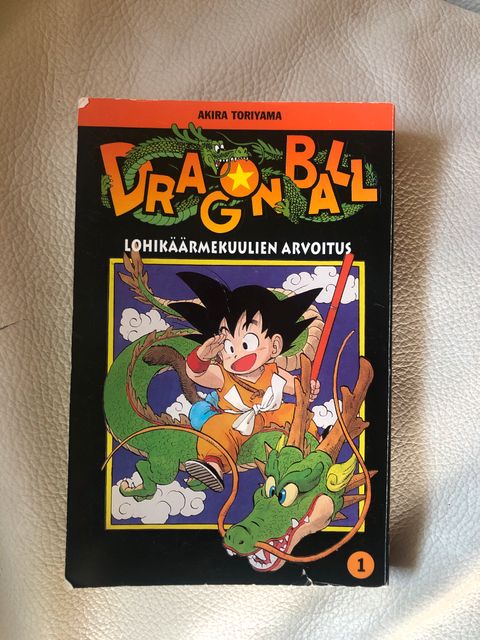 AKIRA TORIYAMA
DRAGON BALL
LOHIKÄÄRMEKUULIEN ARVOITUS
1